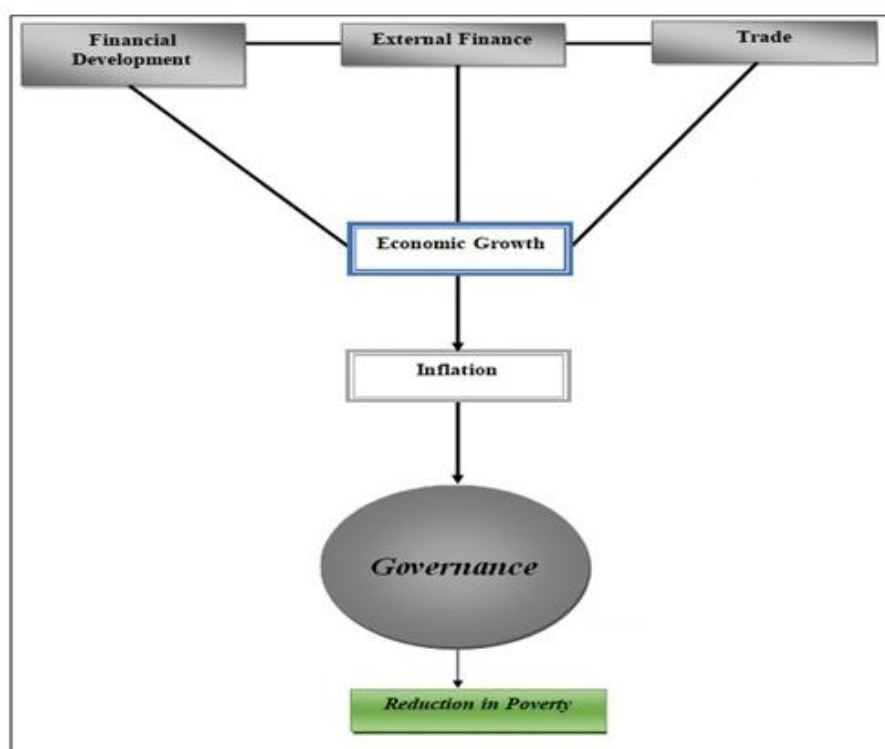 Financial
Development
External Finance
Trade
Economic Growth
Inflation
Governance
Reduction in Poverty